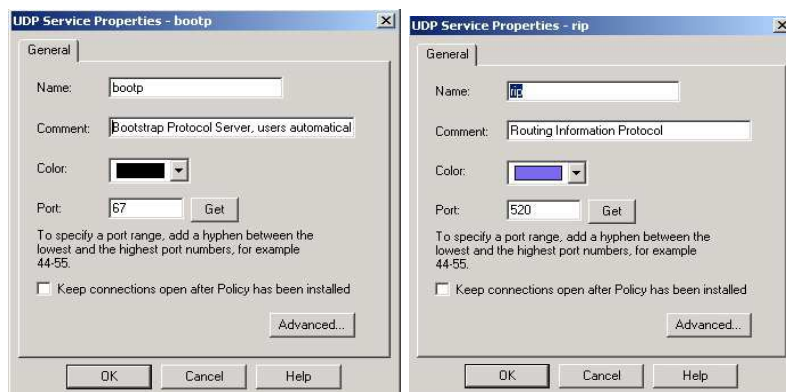 UDP Service Properties - bootp
General
Name: bootp
Comment: Bootstrap Protocol Server, users automatical
Color:
Port: 67 Get
To specify a port range, add a hyphen between the
lowest and the highest port numbers, for example
44-55.
Keep connections open after Policy has been installed
Advanced...
OK Cancel Help
UDP Service Properties - rip
General
Name: rip
Comment: Routing Information Protocol
Color:
Port: 520 Get
To specify a port range, add a hyphen between the
lowest and the highest port numbers, for example
44-55.
Keep connections open after Policy has been installed
Advanced...
OK Cancel Help